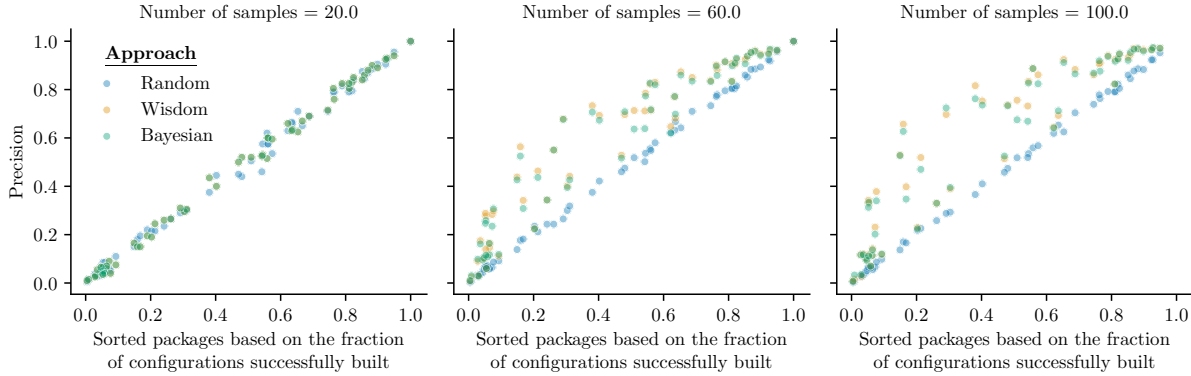 Number of samples = 20.0
Number of samples = 60.0
Number of samples = 100.0
Precision
1.0
0.8
0.6
0.4
0.2
0.0
Approach
Random
Wisdom
Bayesian
0.0 0.2 0.4 0.6 0.8 1.0
0.0 0.2 0.4 0.6 0.8 1.0
0.0 0.2 0.4 0.6 0.8 1.0
Sorted packages based on the fraction
of configurations successfully built
Sorted packages based on the fraction
of configurations successfully built
Sorted packages based on the fraction
of configurations successfully built